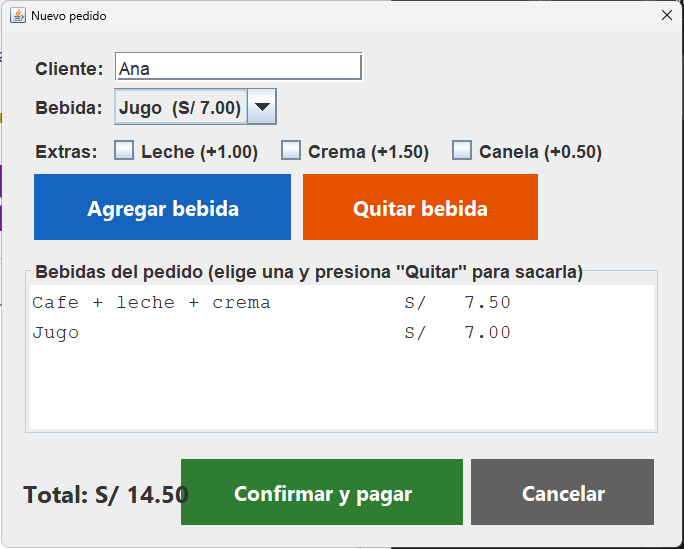 Nuevo pedido
Cliente: Ana
Bebida: Jugo (S/ 7.00)
Extras: Leche (+1.00) Crema (+1.50) Canela (+0.50)
Agregar bebida Quitar bebida
Bebidas del pedido (elige una y presiona "Quitar" para sacarla)
Cafe + leche + crema S/ 7.50
Jugo S/ 7.00
Total: S/ 14.50 Confirmar y pagar Cancelar